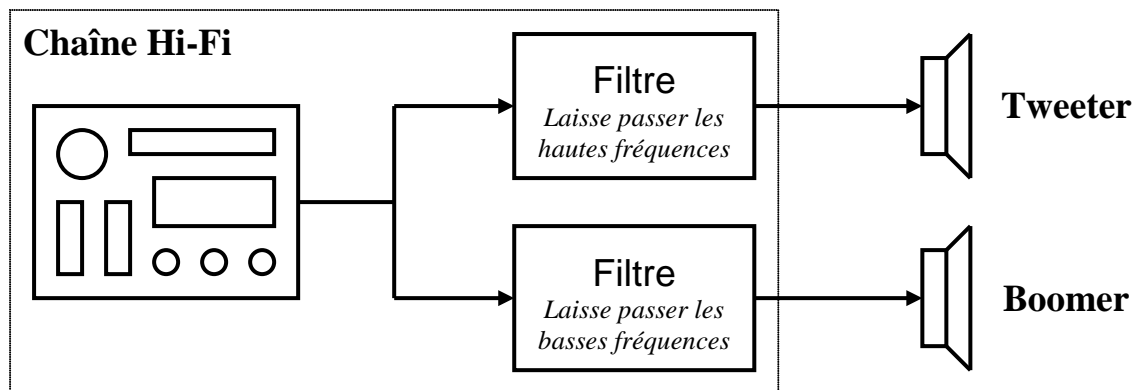 Chaîne Hi-Fi
Filtre
Laisse passer les
hautes fréquences
Tweeter
Filtre
Laisse passer les
basses fréquences
Boomer